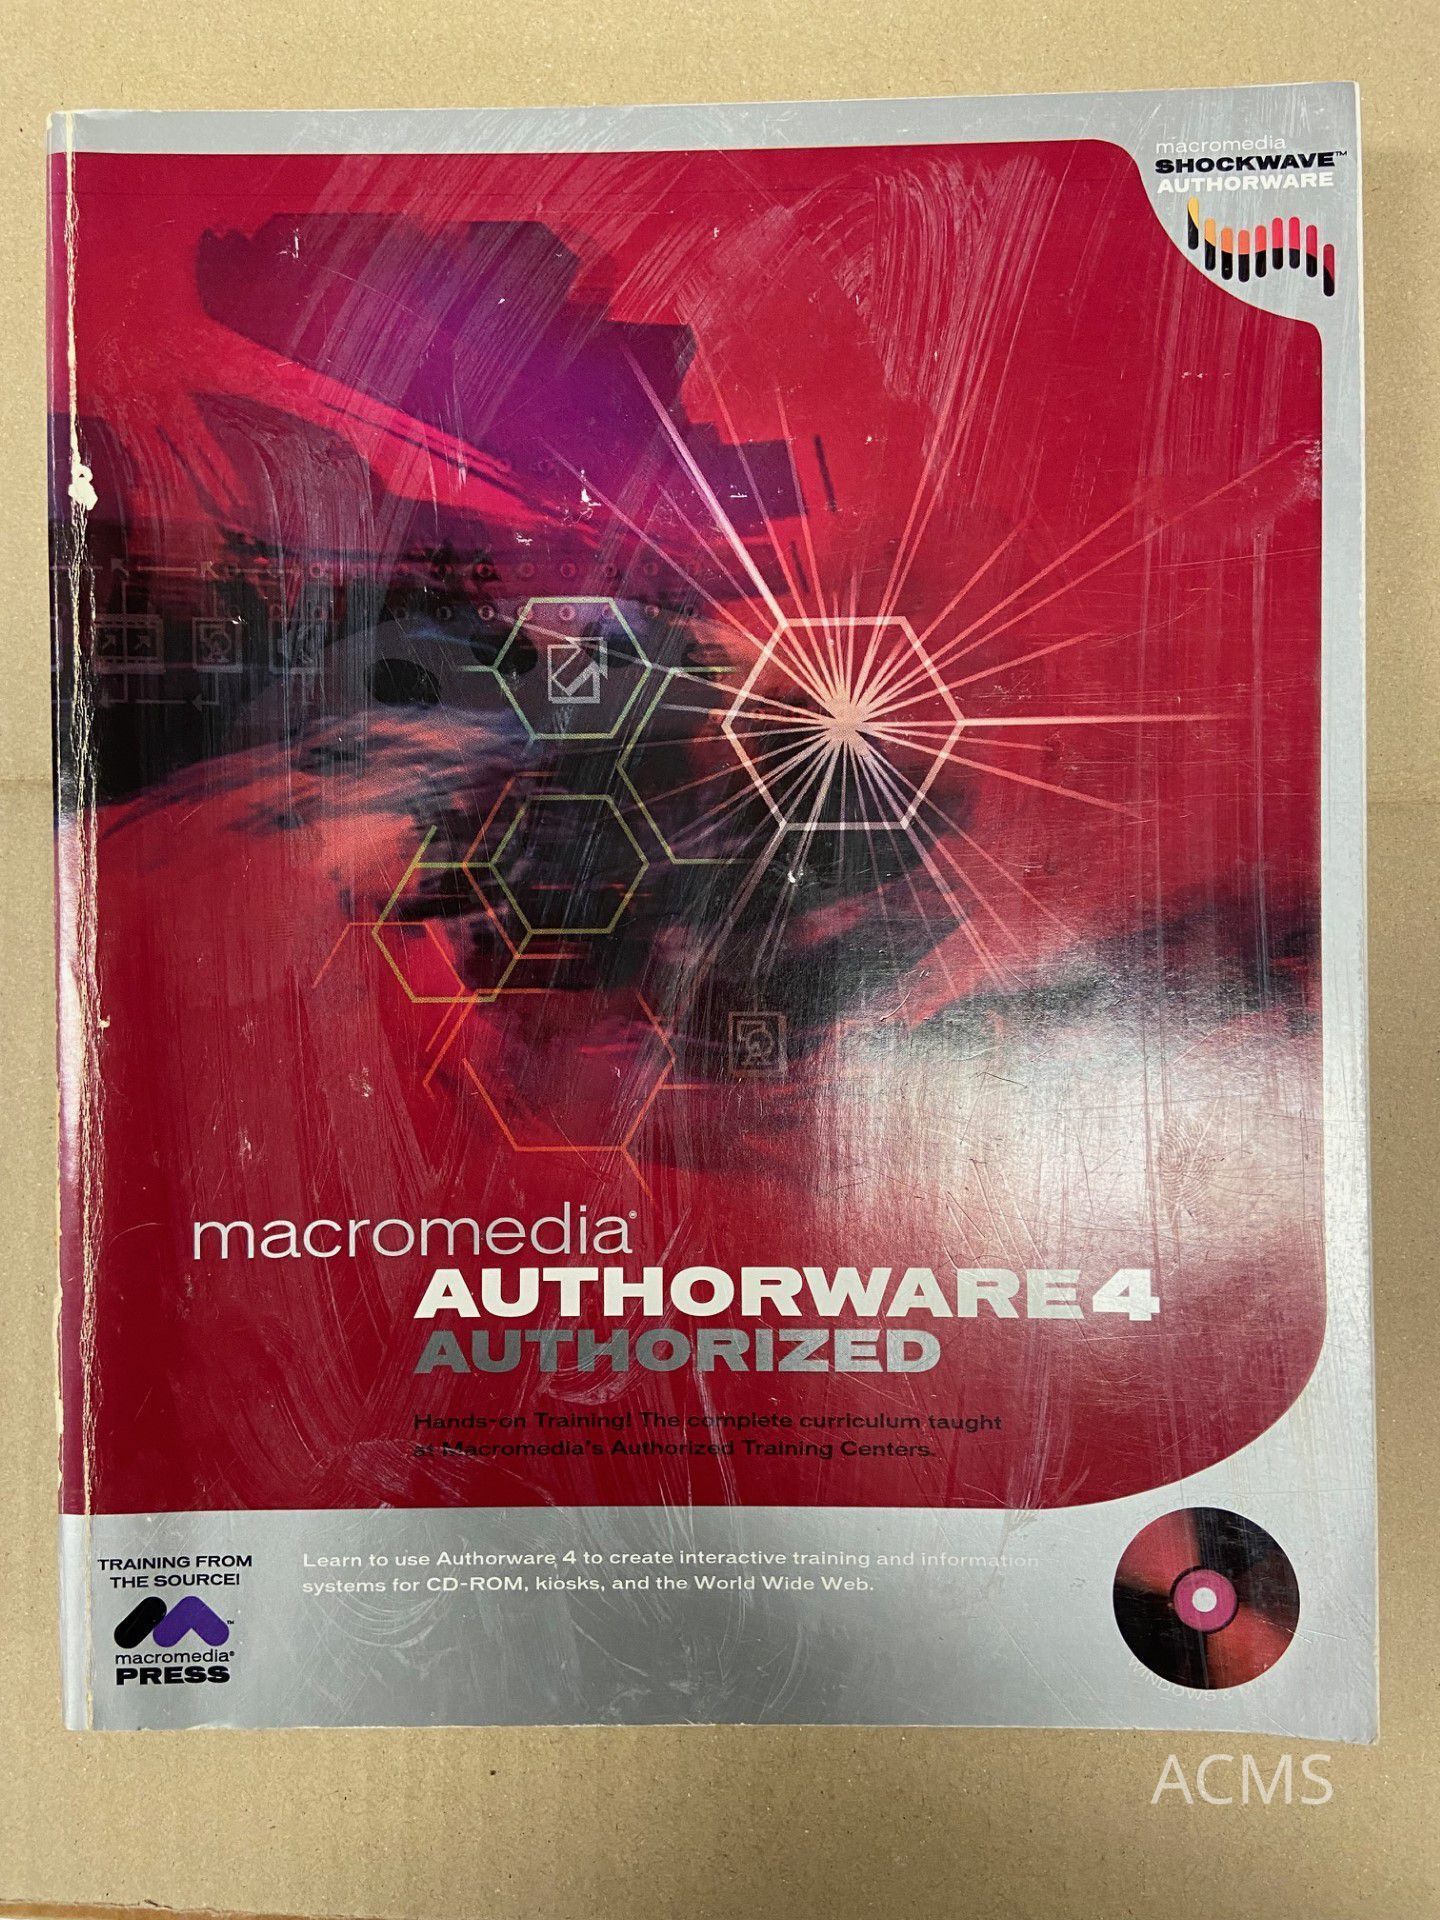 macromedia
SHOCKWAVE™
AUTHORWARE
macromedia®
AUTHORWARE 4
AUTHORIZED
Hands-on Training! The complete curriculum taught
at Macromedia's Authorized Training Centers.
TRAINING FROM
THE SOURCE!
macromedia®
PRESS
Learn to use Authorware 4 to create interactive training and information
systems for CD-ROM, kiosks, and the World Wide Web.
WINDOWS &
ACMS